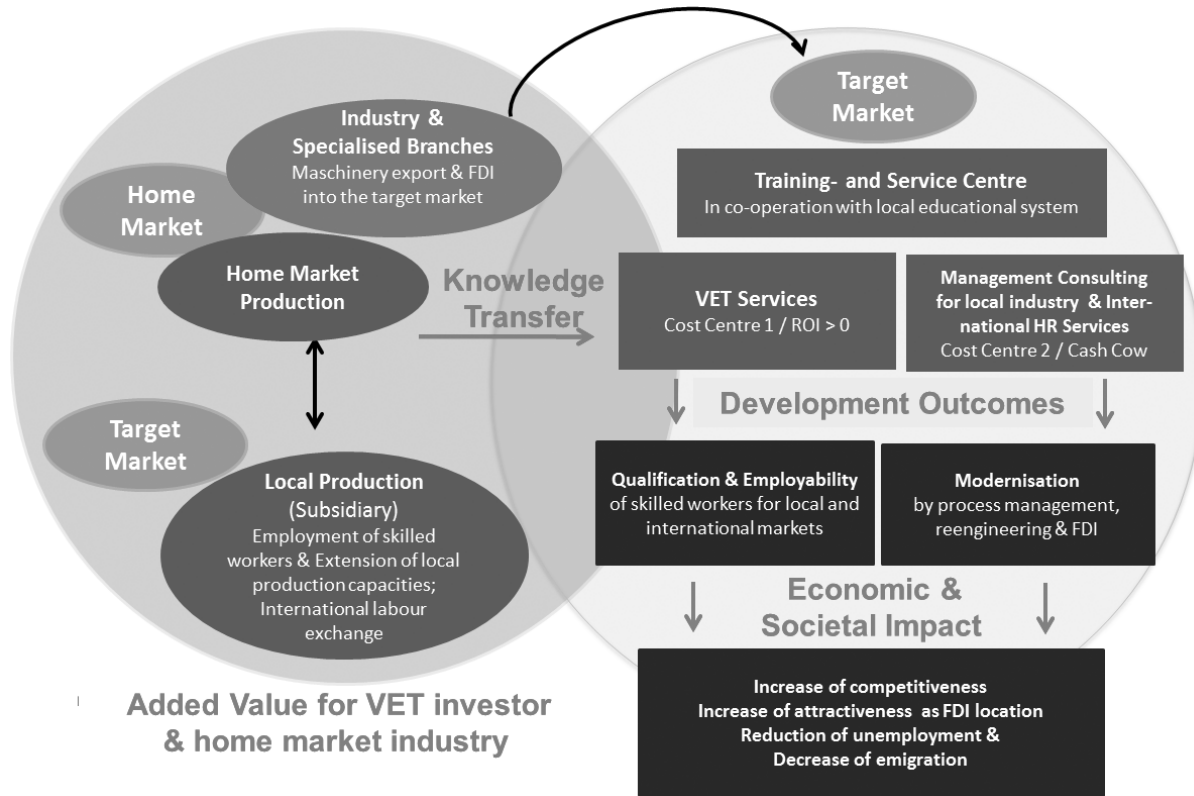 Industry &
Specialised Branches
Maschinery export & FDI
into the target market
Home
Market
Home Market
Production
Target
Market
Local Production
(Subsidiary)
Employment of skilled
workers & Extension of local
production capacities;
International labour
exchange
Added Value for VET investor
& home market industry
Knowledge
Transfer
Target
Market
Training- and Service Centre
In co-operation with local educational system
VET Services
Cost Centre 1 / ROI > 0
Management Consulting
for local industry & Inter-
national HR Services
Cost Centre 2 / Cash Cow
Development Outcomes
Qualification & Employability
of skilled workers for local and
international markets
Modernisation
by process management,
reengineering & FDI
Economic &
Societal Impact
Increase of competitiveness
Increase of attractiveness as FDI location
Reduction of unemployment &
Decrease of emigration